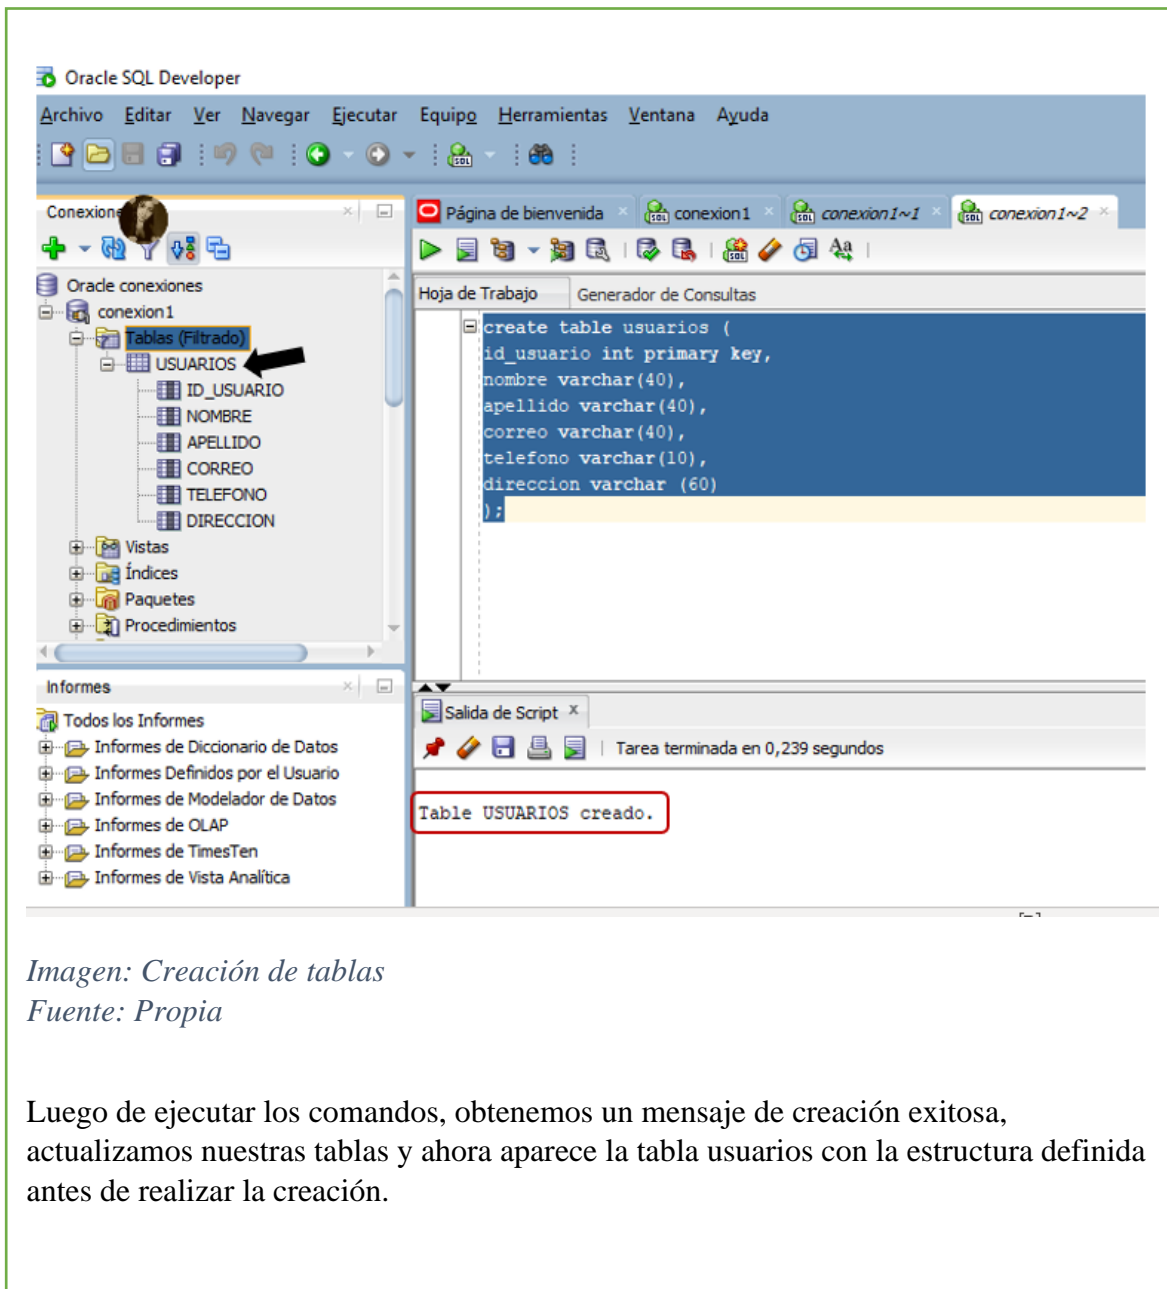 Oracle SQL Developer
Archivo Editar Ver Navegar Ejecutar Equipo Herramientas Ventana Ayuda
Conexione
Página de bienvenida conexion1 conexion1~1 conexion1~2
Oracle conexiones
conexion1
Tablas (Filtrado)
USUARIOS
ID_USUARIO
NOMBRE
APELLIDO
CORREO
TELEFONO
DIRECCION
Vistas
Índices
Paquetes
Procedimientos
Hoja de Trabajo Generador de Consultas
create table usuarios (
id_usuario int primary key,
nombre varchar(40),
apellido varchar(40),
correo varchar(40),
telefono varchar(10),
direccion varchar (60)
);
Informes
Todos los Informes
Informes de Diccionario de Datos
Informes Definidos por el Usuario
Informes de Modelador de Datos
Informes de OLAP
Informes de TimesTen
Informes de Vista Analítica
Salida de Script
Tarea terminada en 0,239 segundos
Table USUARIOS creado.
Imagen: Creación de tablas
Fuente: Propia
Luego de ejecutar los comandos, obtenemos un mensaje de creación exitosa,
actualizamos nuestras tablas y ahora aparece la tabla usuarios con la estructura definida
antes de realizar la creación.